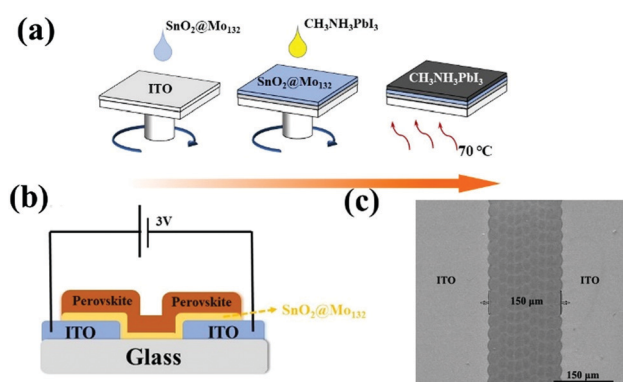 (a)
SnO2@Mo132
CH3NH3PbI3
ITO
SnO2@Mo132
CH3NH3PbI3
70 °C
(b)
3V
Perovskite
Perovskite
SnO2@Mo132
ITO
ITO
Glass
(c)
ITO
ITO
150 μm
150 μm